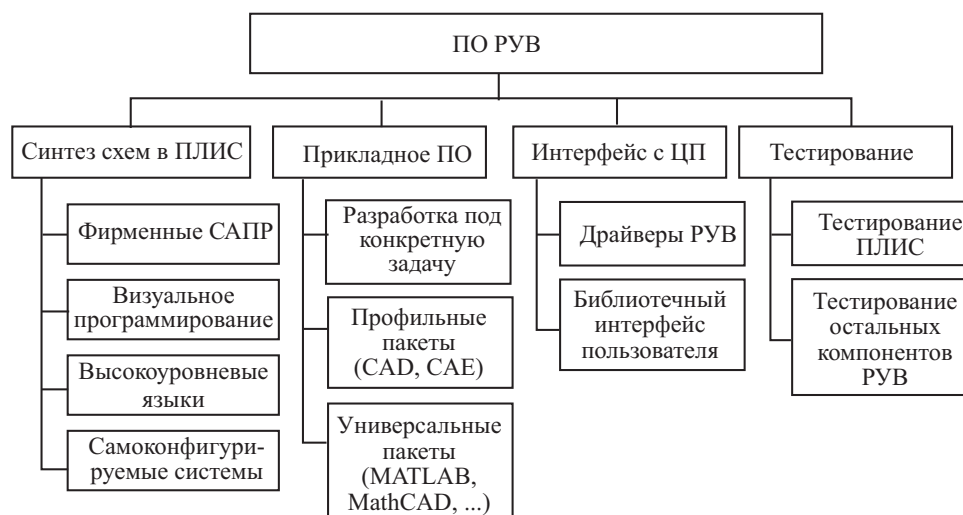 ПО РУВ
Синтез схем в ПЛИС
Прикладное ПО
Интерфейс с ЦП
Тестирование
Фирменные САПР
Визуальное
программирование
Высокоуровневые
языки
Самоконфигури-
руемые системы
Разработка под
конкретную
задачу
Профильные
пакеты
(CAD, CAE)
Универсальные
пакеты
(MATLAB,
MathCAD, ...)
Драйверы РУВ
Библиотечный
интерфейс
пользователя
Тестирование
ПЛИС
Тестирование
остальных
компонентов
РУВ